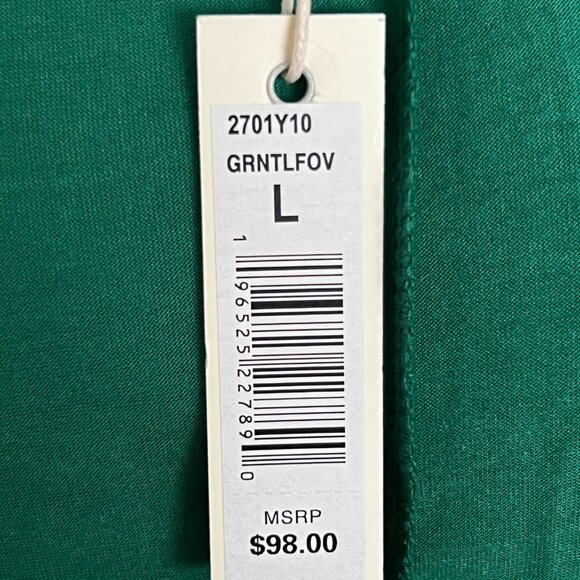 2701Y10
GRNTLFOV
L
1 96525 22789 0
MSRP
$98.00